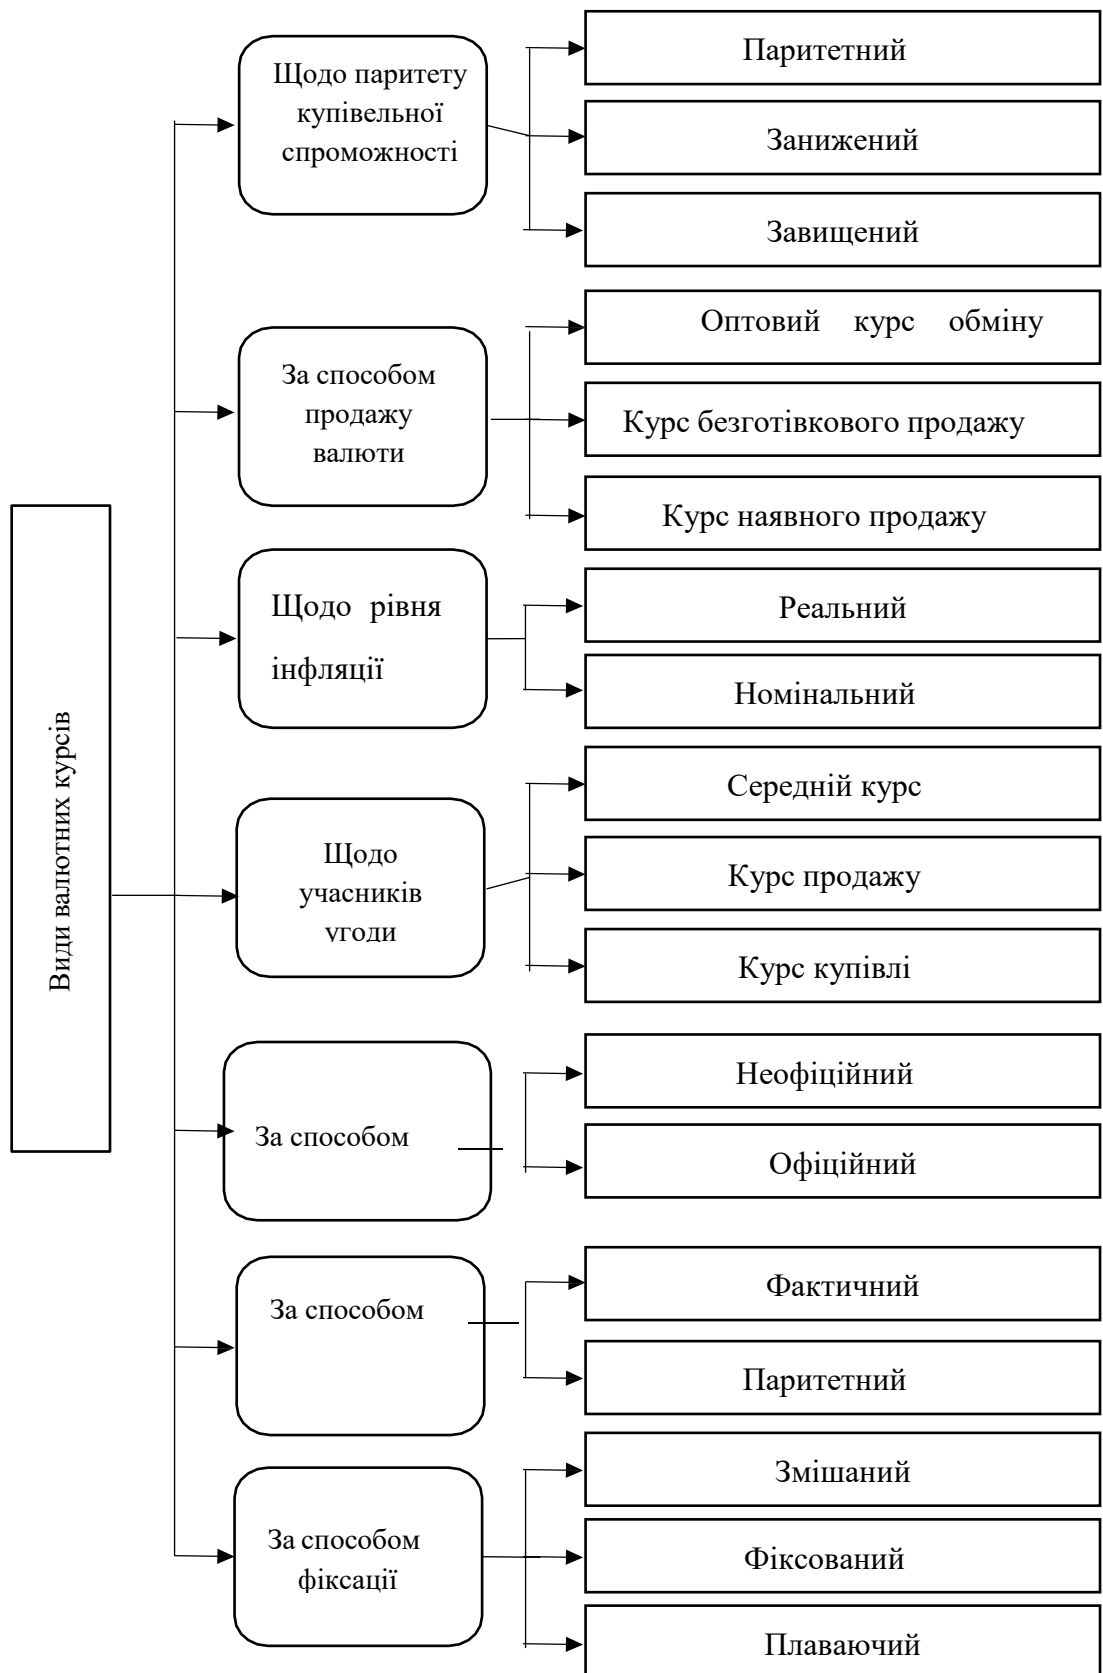 Види валютних курсів
Щодо паритету
купівельної
спроможності
Паритетний
Занижений
Завищений
За способом
продажу
валюти
Оптовий курс обміну
Курс безготівкового продажу
Курс наявного продажу
Щодо рівня
інфляції
Реальний
Номінальний
Щодо
учасників
угоди
Середній курс
Курс продажу
Курс купівлі
За способом
Неофіційний
Офіційний
За способом
Фактичний
Паритетний
За способом
фіксації
Змішаний
Фіксований
Плаваючий